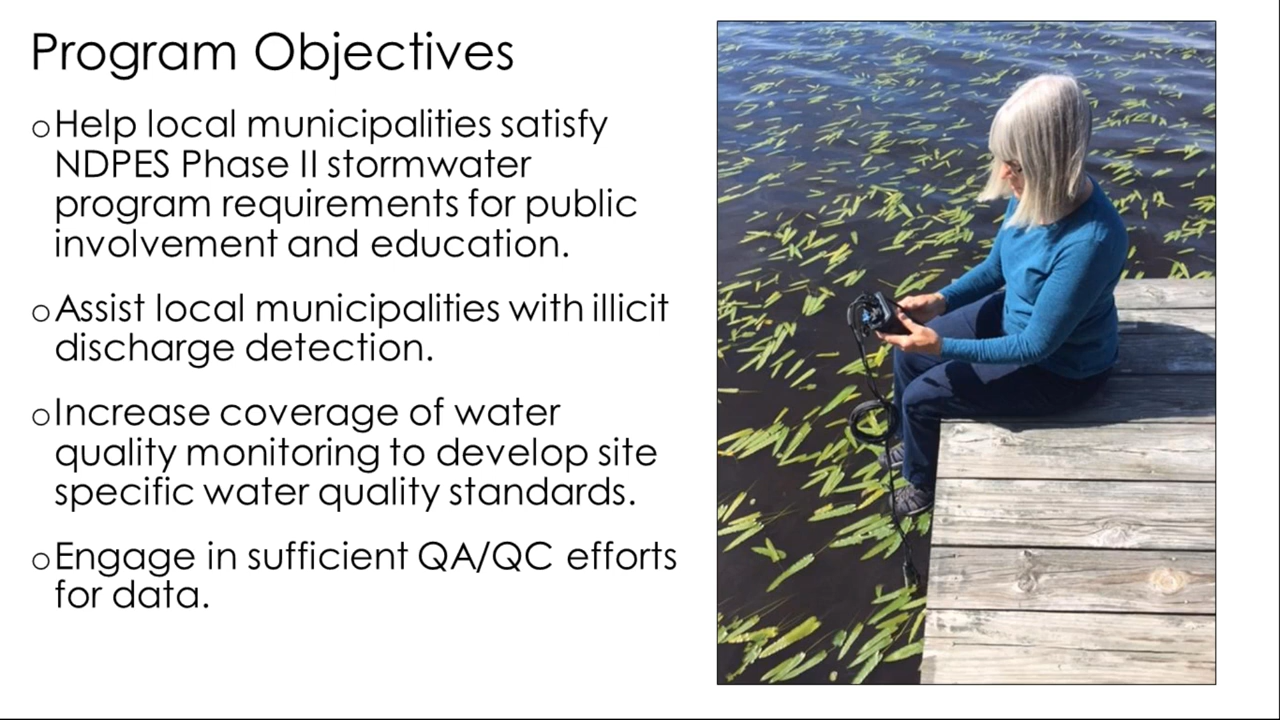 Program Objectives
○Help local municipalities satisfy
NDPES Phase II stormwater
program requirements for public
involvement and education.
○Assist local municipalities with illicit
discharge detection.
○Increase coverage of water
quality monitoring to develop site
specific water quality standards.
○Engage in sufficient QA/QC efforts
for data.